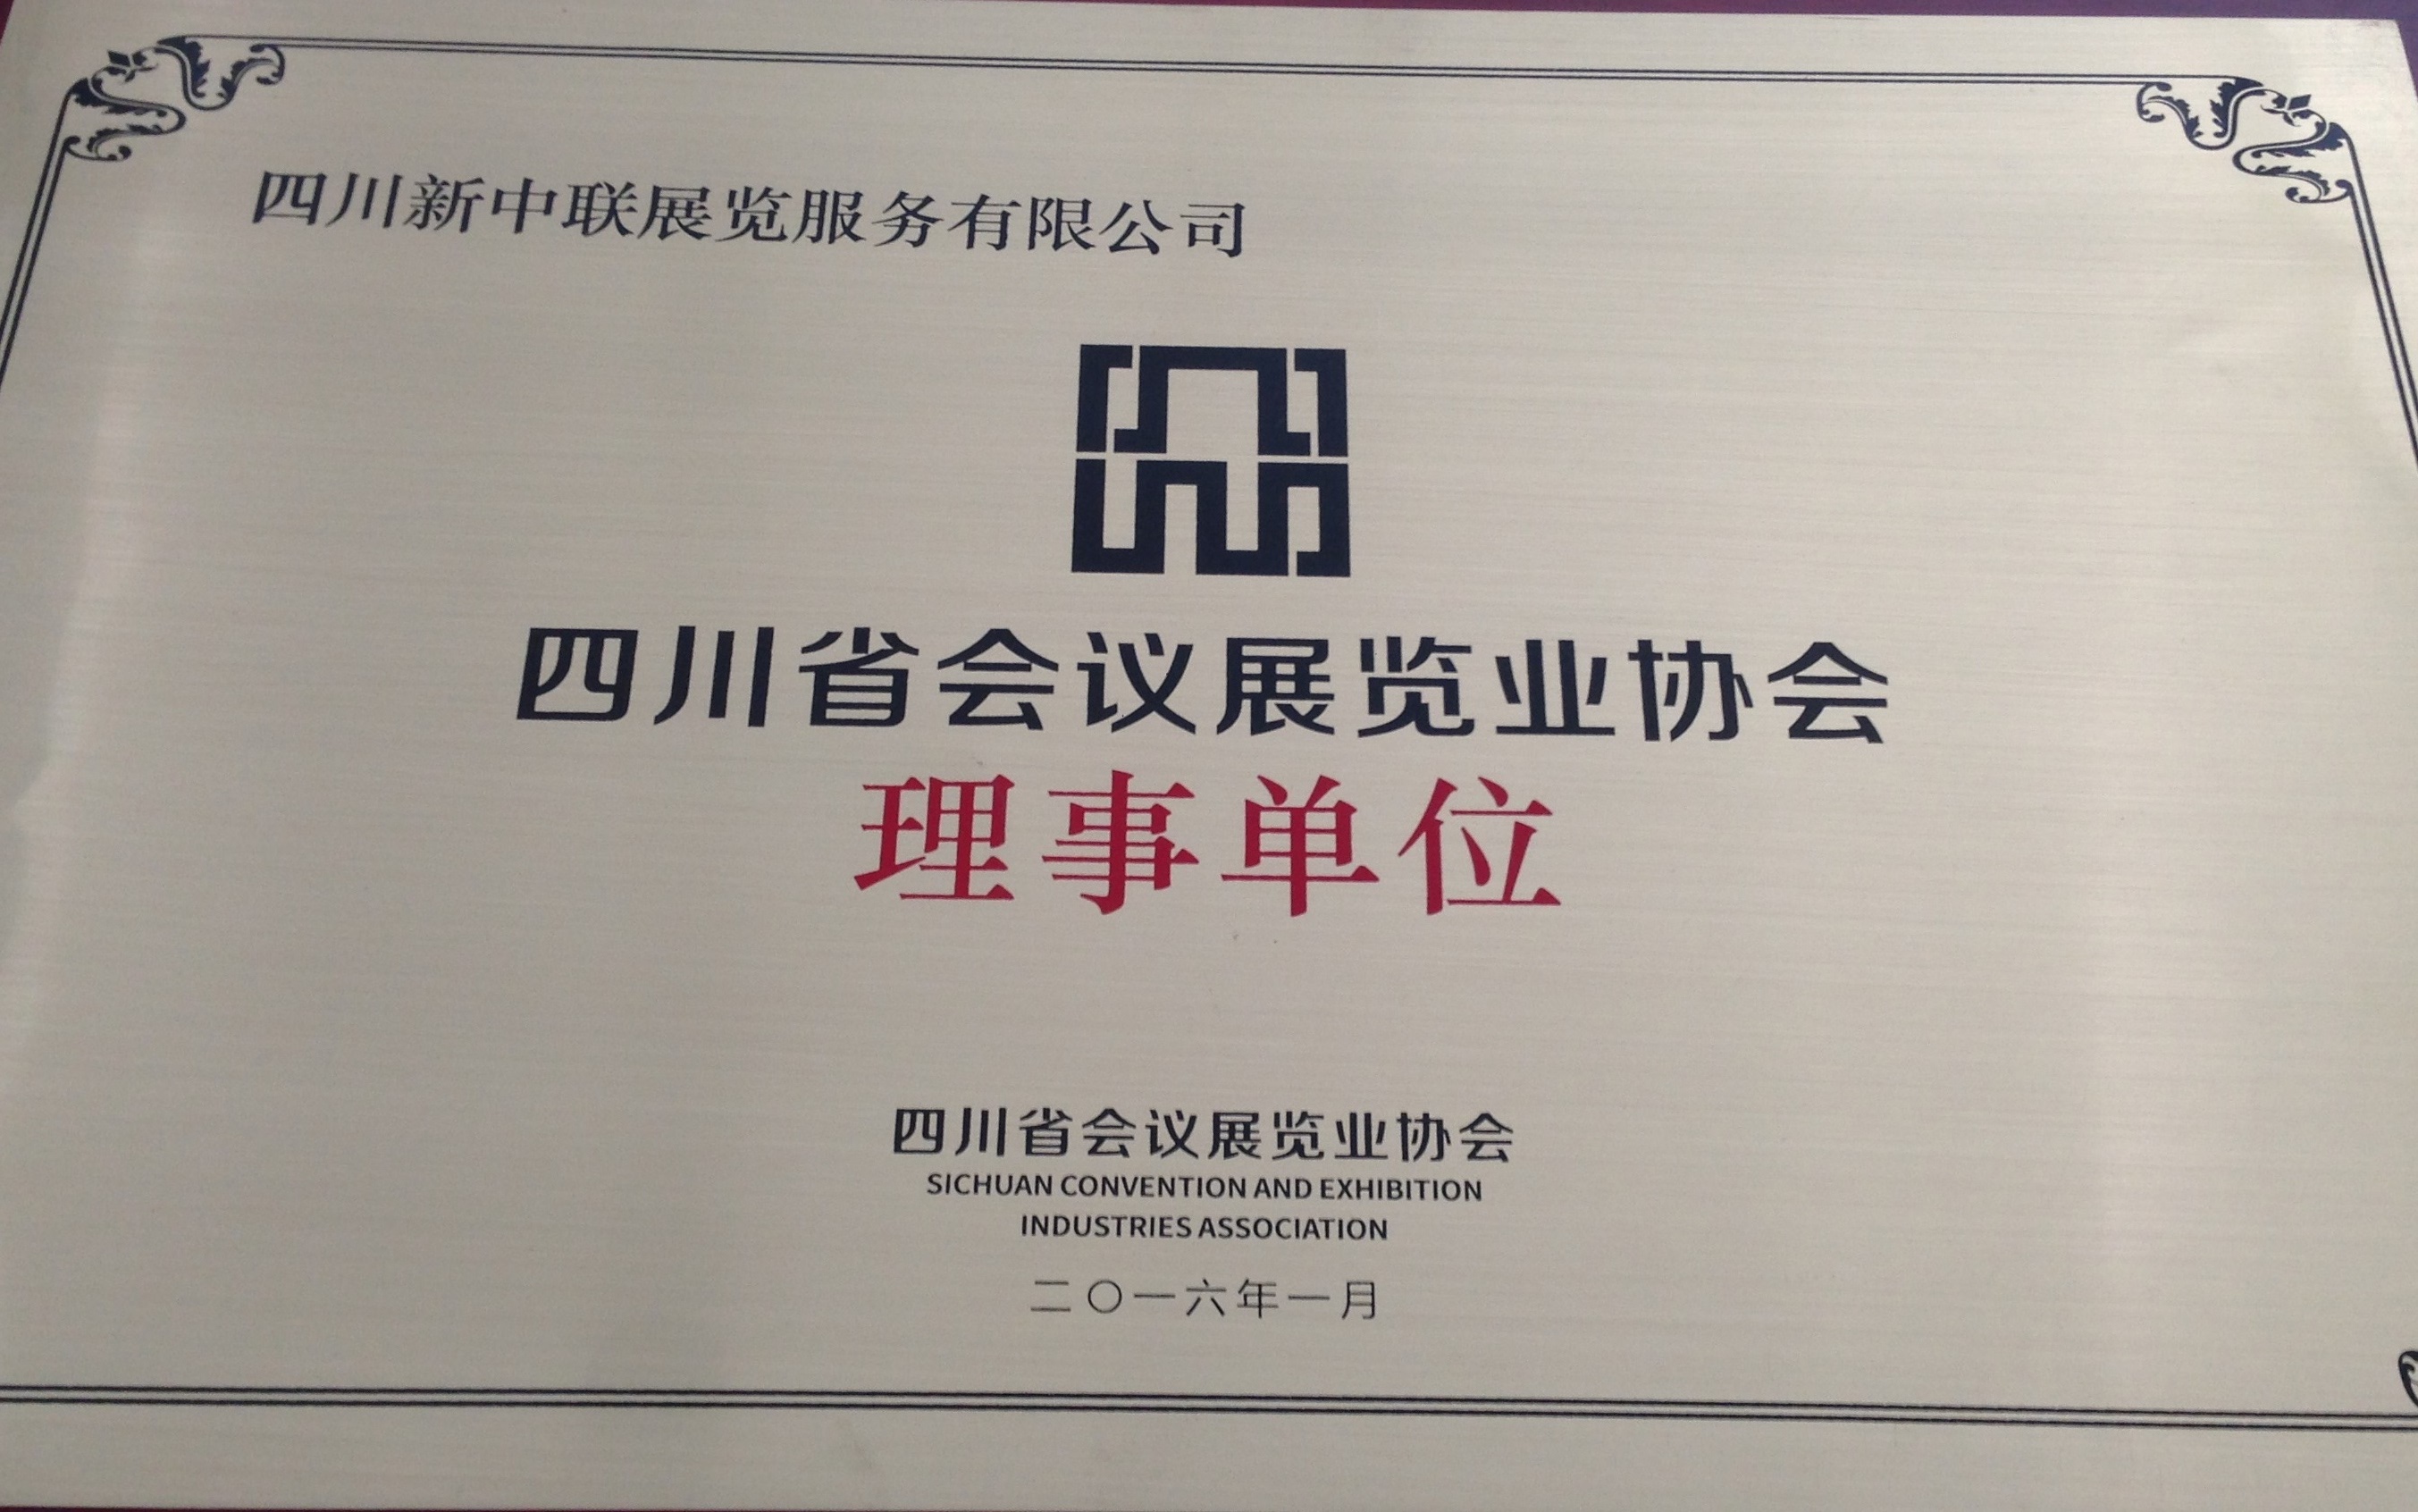 四川新中联展览服务有限公司
四川省会议展览业协会
理事单位
四川省会议展览业协会
SICHUAN CONVENTION AND EXHIBITION
INDUSTRIES ASSOCIATION
二〇一六年一月